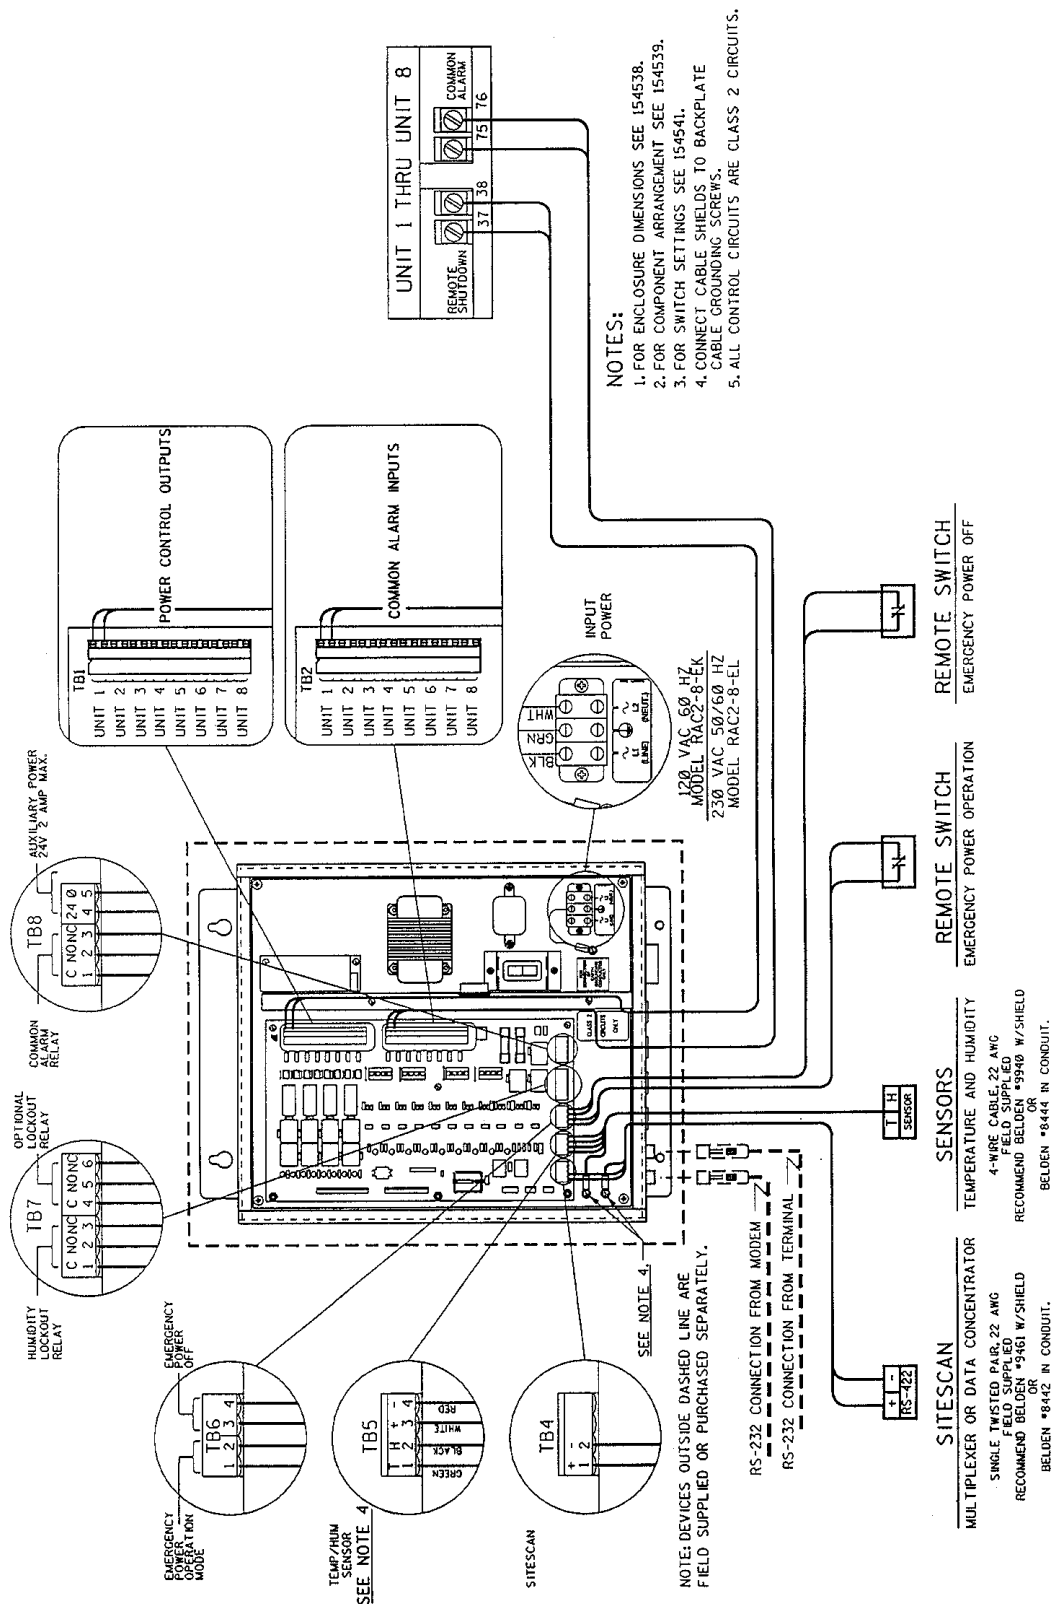 HUMIDITY
LOCKOUT
RELAY
OPTIONAL
LOCKOUT
RELAY
TB7
C NO NC C NO NC
1 2 3 4 5 6
COMMON
ALARM
RELAY
AUXILIARY POWER
24V 2 AMP MAX.
TB8
C NO NC 24 0
1 2 3 4 5
TB1
UNIT 1
UNIT 2
UNIT 3
UNIT 4
UNIT 5
UNIT 6
UNIT 7
UNIT 8
POWER CONTROL OUTPUTS
TB2
UNIT 1
UNIT 2
UNIT 3
UNIT 4
UNIT 5
UNIT 6
UNIT 7
UNIT 8
COMMON ALARM INPUTS
UNIT 1 THRU UNIT 8
REMOTE
SHUTDOWN
37 38
75 76
COMMON
ALARM
NOTES:
1. FOR ENCLOSURE DIMENSIONS SEE 154538.
2. FOR COMPONENT ARRANGEMENT SEE 154539.
3. FOR SWITCH SETTINGS SEE 154541.
4. CONNECT CABLE SHIELDS TO BACKPLATE
CABLE GROUNDING SCREWS.
5. ALL CONTROL CIRCUITS ARE CLASS 2 CIRCUITS.
EMERGENCY
POWER
OPERATION
MODE
EMERGENCY
POWER
OFF
TB6
1 2 3 4
TEMP/HUM
SENSOR
SEE NOTE 4
TB5
T H + -
1 2 3 4
GREEN
BLACK
WHITE
RED
SITESCAN
TB4
+ -
1 2
CLASS 2
CIRCUITS
ONLY
BLK
GRN
WHT
L1
(LINE)
L2
(NEUT.)
INPUT
POWER
120 VAC 60 HZ
MODEL RAC2-8-EK
230 VAC 50/60 HZ
MODEL RAC2-8-EL
SEE NOTE 4.
NOTE: DEVICES OUTSIDE DASHED LINE ARE
FIELD SUPPLIED OR PURCHASED SEPARATELY.
RS-232 CONNECTION FROM MODEM
RS-232 CONNECTION FROM TERMINAL
+ -
RS-422
SITESCAN
MULTIPLEXER OR DATA CONCENTRATOR
SINGLE TWISTED PAIR, 22 AWG
FIELD SUPPLIED
RECOMMEND BELDEN #9461 W/SHIELD
OR
BELDEN #8442 IN CONDUIT.
T H
SENSOR
SENSORS
TEMPERATURE AND HUMIDITY
4-WIRE CABLE, 22 AWG
FIELD SUPPLIED
RECOMMEND BELDEN #9940 W/SHIELD
OR
BELDEN #8444 IN CONDUIT.
REMOTE SWITCH
EMERGENCY POWER OPERATION
REMOTE SWITCH
EMERGENCY POWER OFF